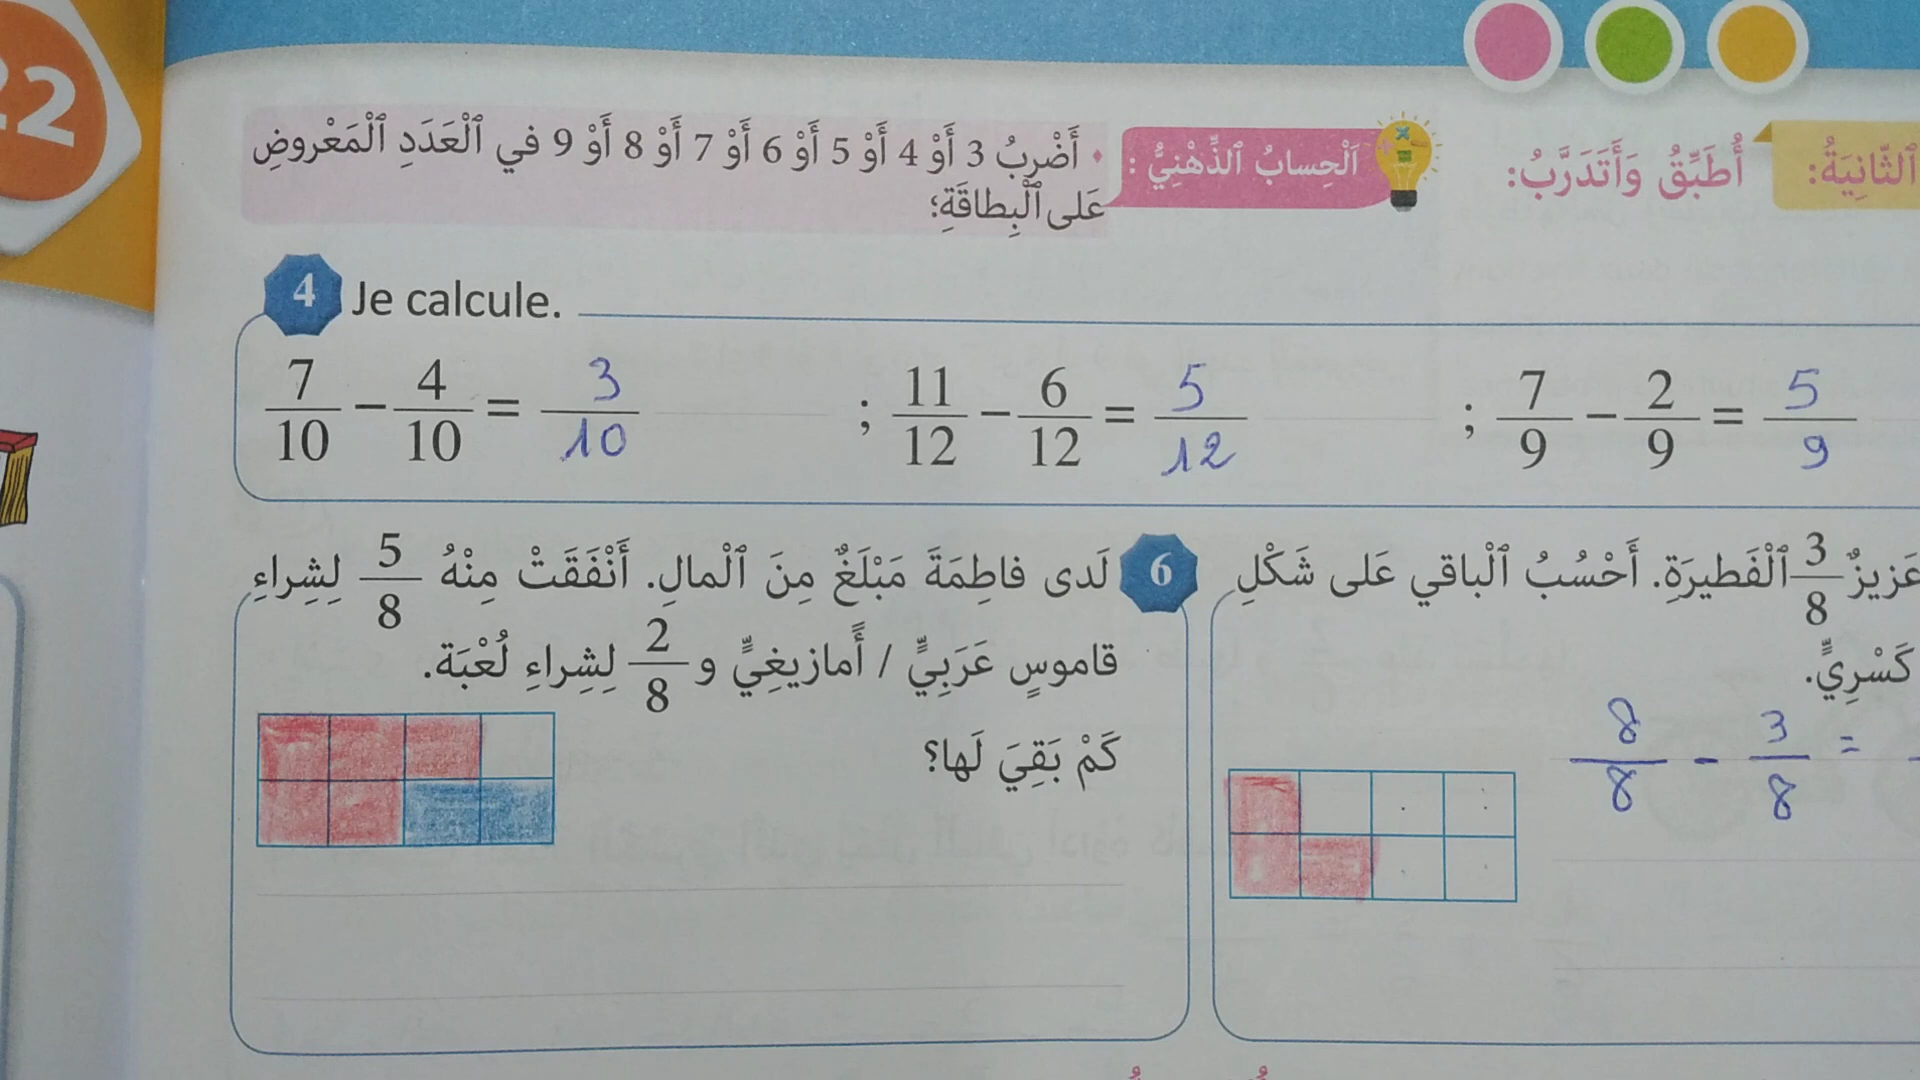 22
اَلثّانِيَةُ: أُطَبِّقُ وَأَتَدَرَّبُ:
اَلْحِسابُ ٱلذِّهْنِيُّ : • أَضْرِبُ 3 أَوْ 4 أَوْ 5 أَوْ 6 أَوْ 7 أَوْ 8 أَوْ 9 في ٱلْعَدَدِ ٱلْمَعْروضِ
عَلى ٱلْبِطاقَةِ؛
4 Je calcule.
7/10 − 4/10 = 3/10 ; 11/12 − 6/12 = 5/12 ; 7/9 − 2/9 = 5/9
عَزيزٌ 3/8 ٱلْفَطيرَةِ. أَحْسُبُ ٱلْباقي عَلى شَكْلِ
كَسْرِيٍّ.
8/8 - 3/8 =
6 لَدى فاطِمَةَ مَبْلَغٌ مِنَ ٱلْمالِ. أَنْفَقَتْ مِنْهُ 5/8 لِشِراءِ
قاموسٍ عَرَبِيٍّ / أَمازيغِيٍّ و 2/8 لِشِراءِ لُعْبَة.
كَمْ بَقِيَ لَها؟